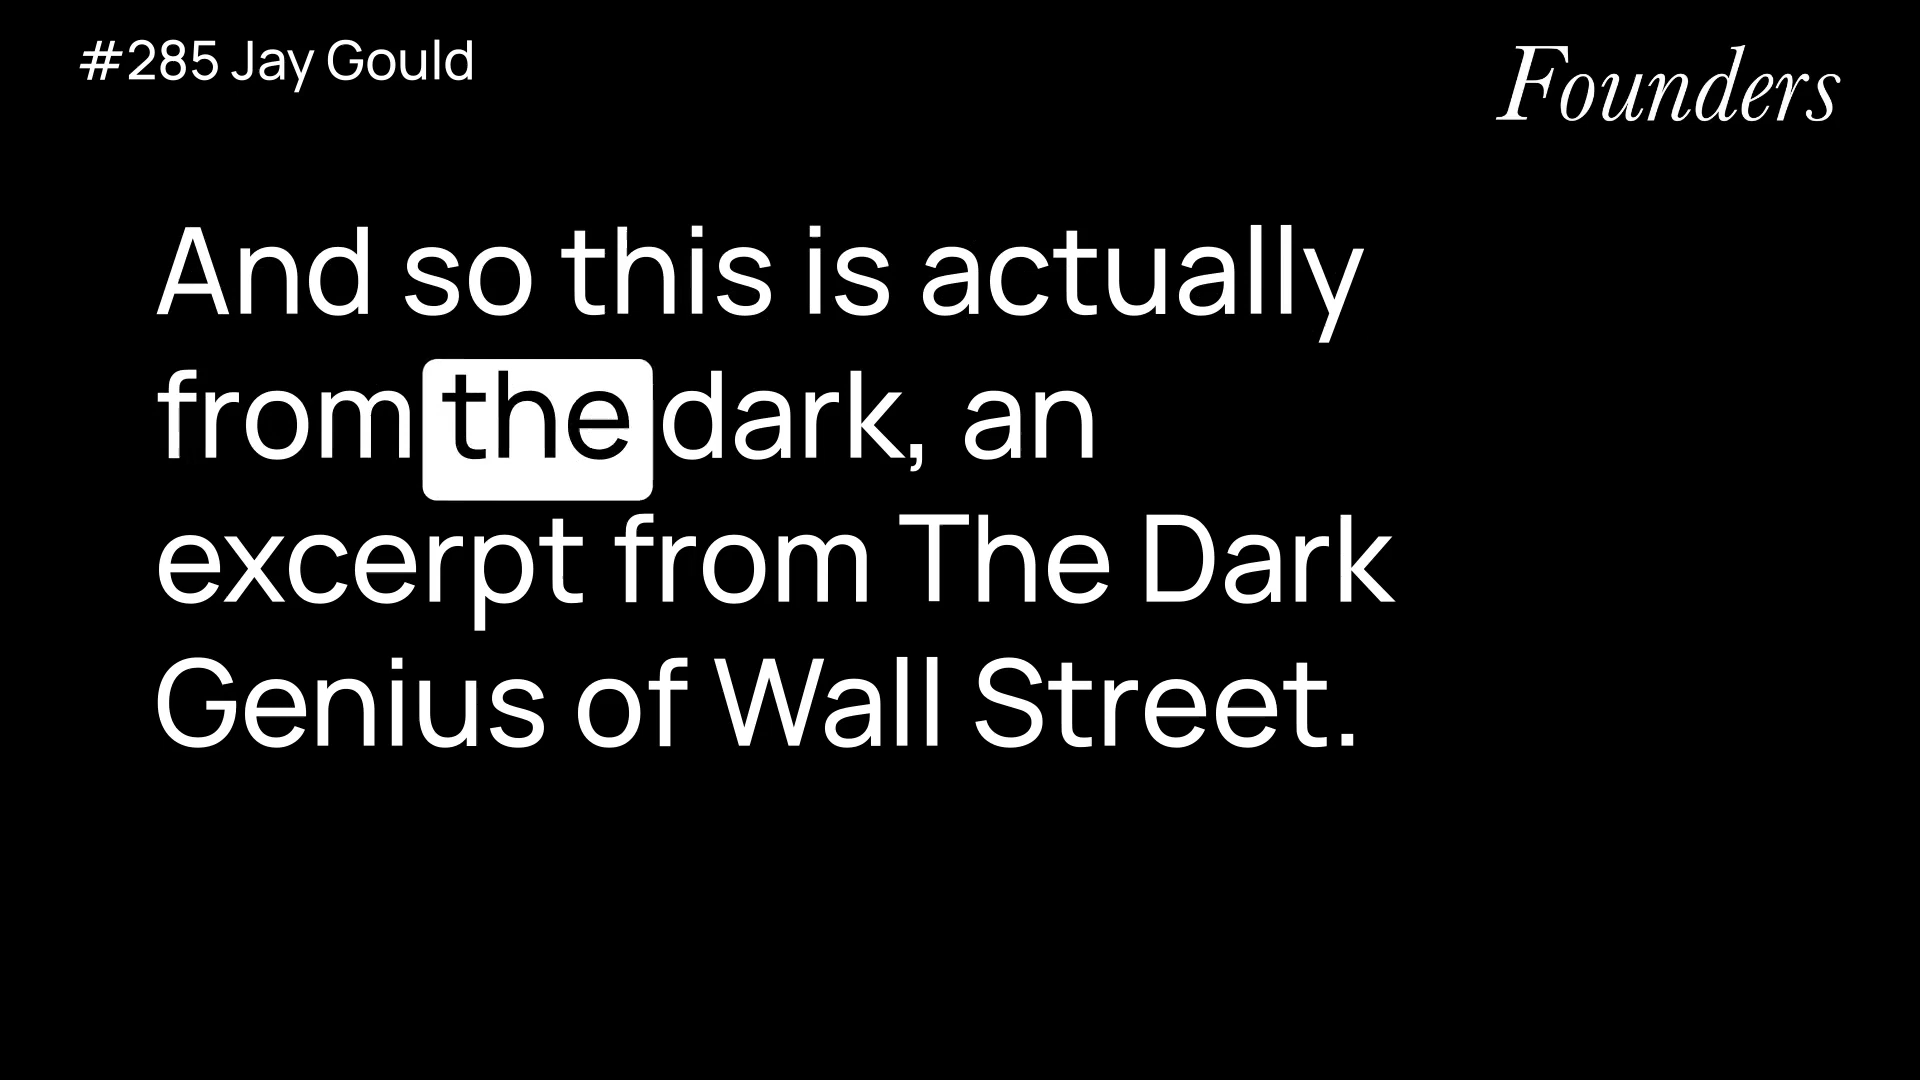 #285 Jay Gould
Founders
And so this is actually
from the dark, an
excerpt from The Dark
Genius of Wall Street.